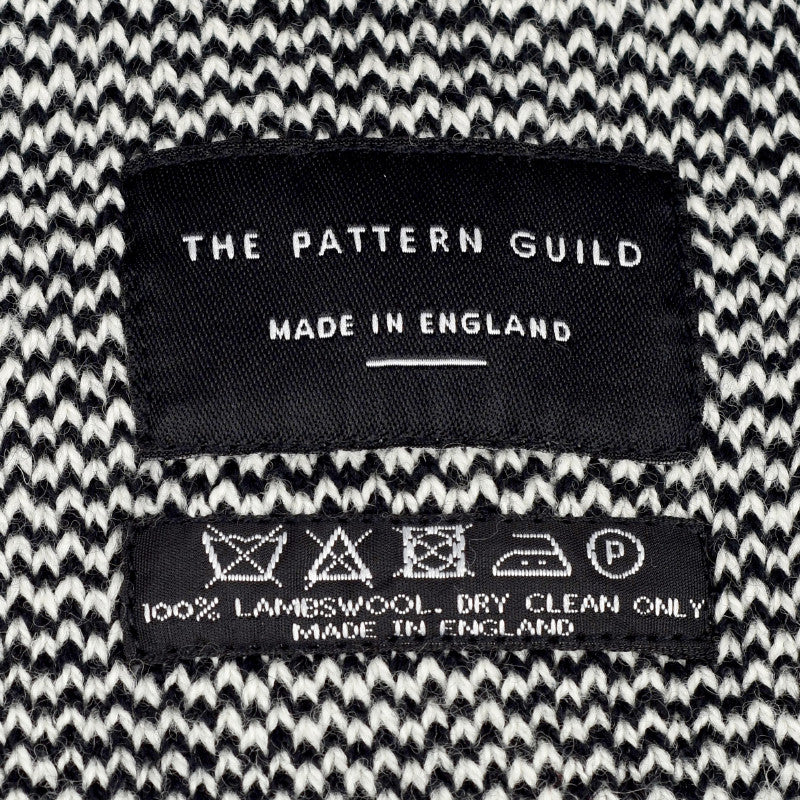 THE PATTERN GUILD
MADE IN ENGLAND
P
100% LAMBSWOOL. DRY CLEAN ONLY
MADE IN ENGLAND